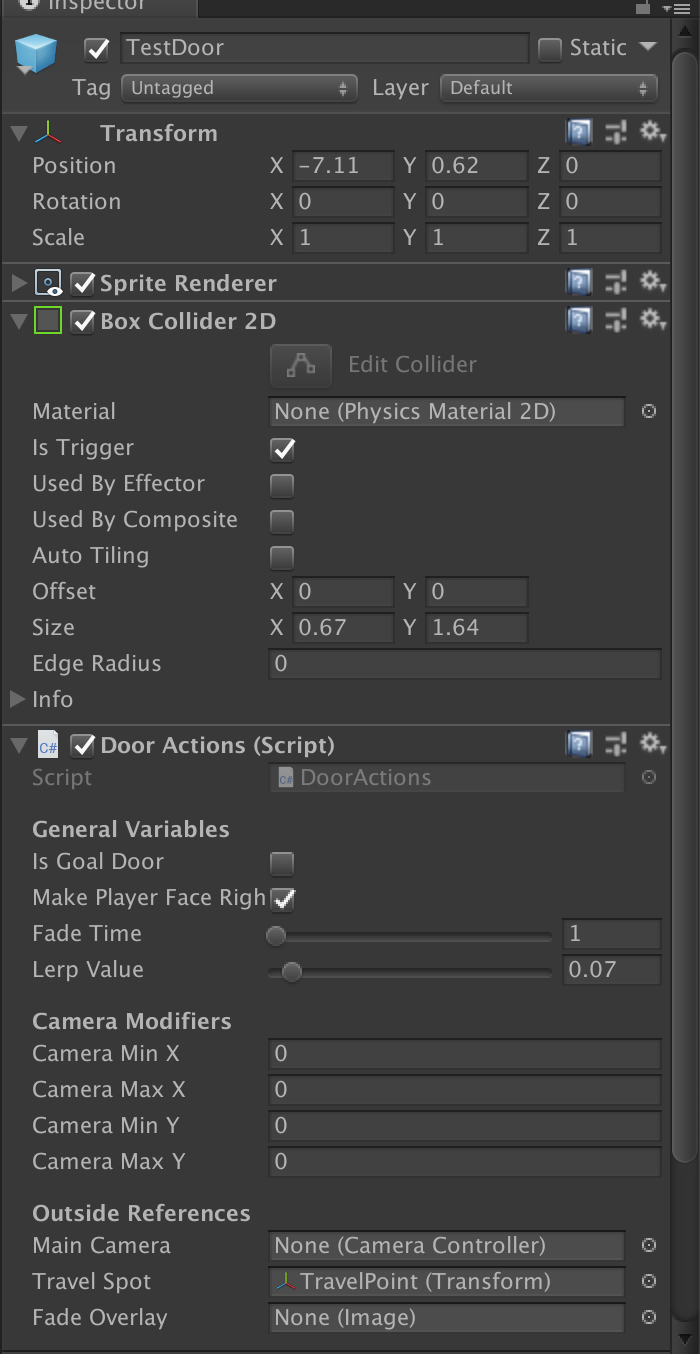 Inspector
TestDoor Static
Tag Untagged Layer Default
Transform
Position X -7.11 Y 0.62 Z 0
Rotation X 0 Y 0 Z 0
Scale X 1 Y 1 Z 1
Sprite Renderer
Box Collider 2D
Edit Collider
Material None (Physics Material 2D)
Is Trigger
Used By Effector
Used By Composite
Auto Tiling
Offset X 0 Y 0
Size X 0.67 Y 1.64
Edge Radius 0
Info
C# Door Actions (Script)
Script C# DoorActions
General Variables
Is Goal Door
Make Player Face Righ
Fade Time 1
Lerp Value 0.07
Camera Modifiers
Camera Min X 0
Camera Max X 0
Camera Min Y 0
Camera Max Y 0
Outside References
Main Camera None (Camera Controller)
Travel Spot TravelPoint (Transform)
Fade Overlay None (Image)